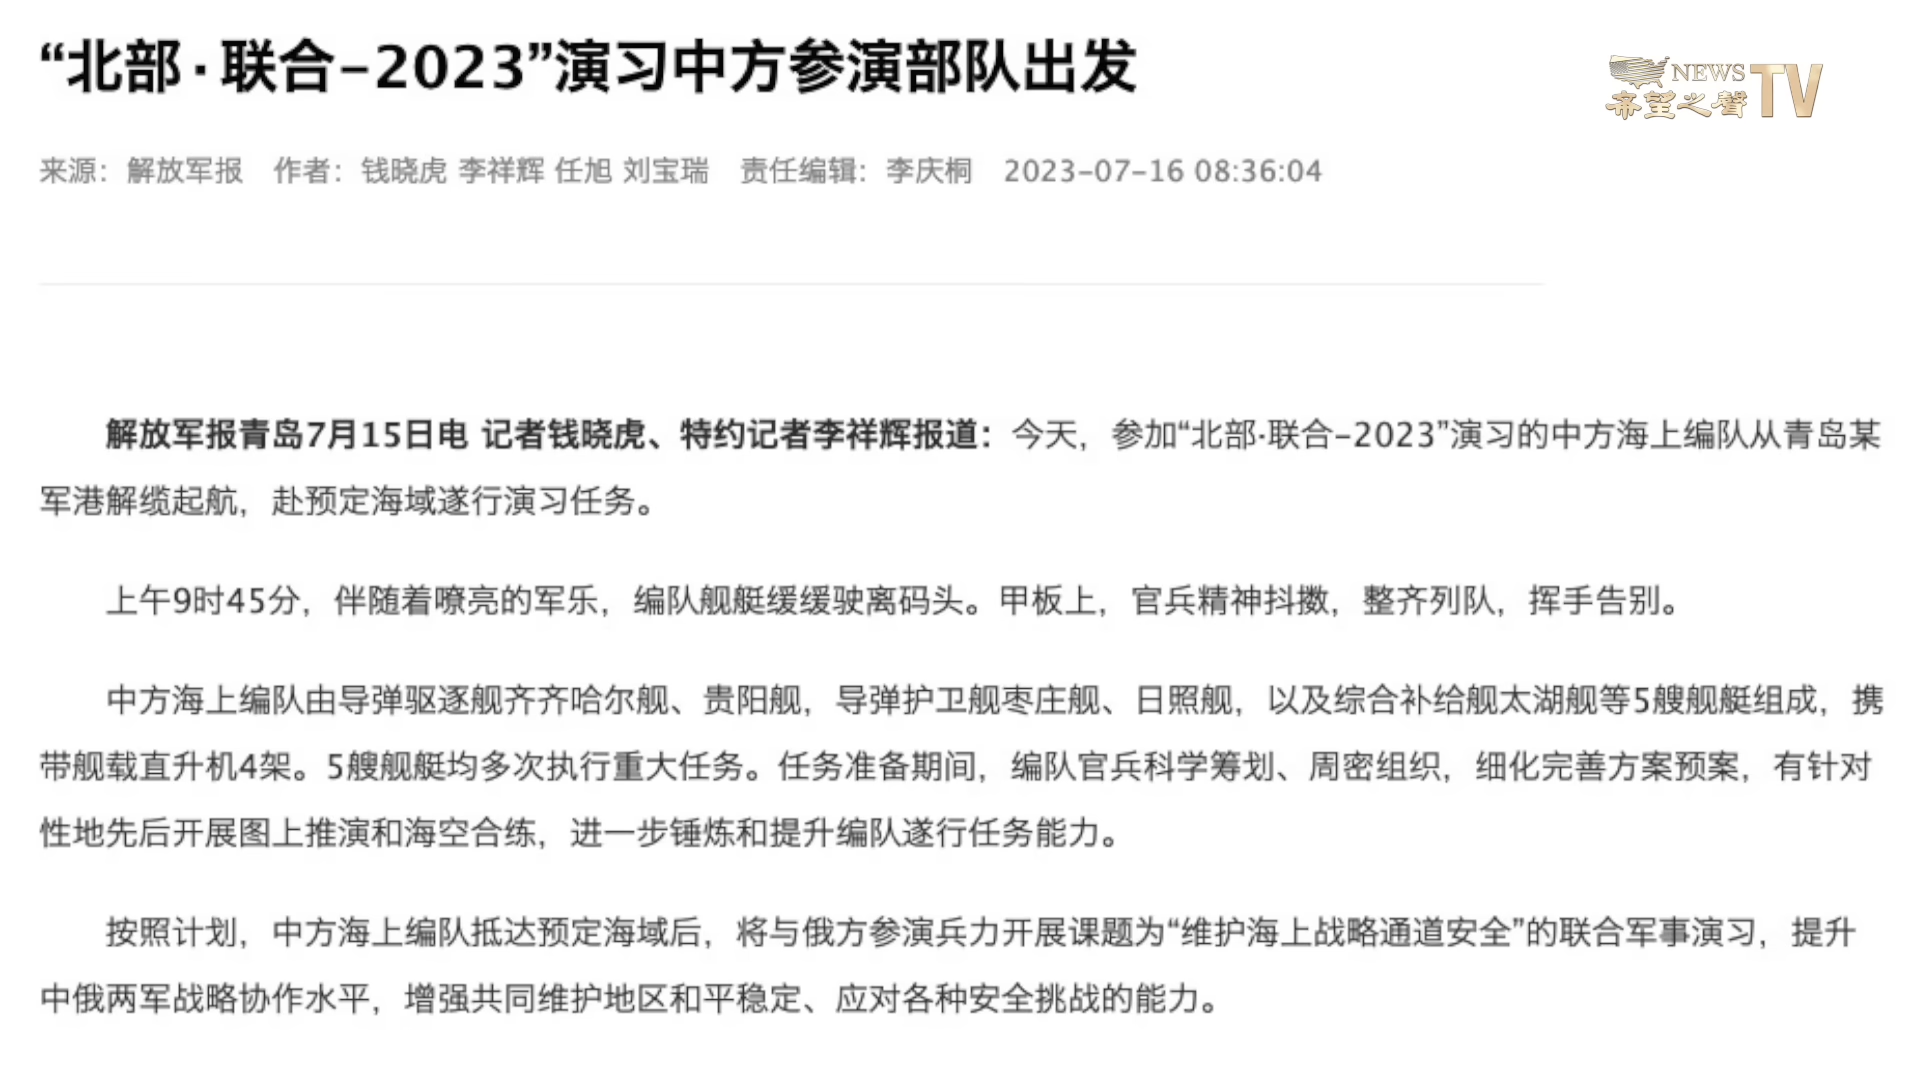 “北部·联合-2023”演习中方参演部队出发
NEWS
希望之聲 TV
来源：解放军报 作者：钱晓虎 李祥辉 任旭 刘宝瑞 责任编辑：李庆桐 2023-07-16 08:36:04
解放军报青岛7月15日电 记者钱晓虎、特约记者李祥辉报道：今天，参加“北部·联合-2023”演习的中方海上编队从青岛某
军港解缆起航，赴预定海域遂行演习任务。
上午9时45分，伴随着嘹亮的军乐，编队舰艇缓缓驶离码头。甲板上，官兵精神抖擞，整齐列队，挥手告别。
中方海上编队由导弹驱逐舰齐齐哈尔舰、贵阳舰，导弹护卫舰枣庄舰、日照舰，以及综合补给舰太湖舰等5艘舰艇组成，携
带舰载直升机4架。5艘舰艇均多次执行重大任务。任务准备期间，编队官兵科学筹划、周密组织，细化完善方案预案，有针对
性地先后开展图上推演和海空合练，进一步锤炼和提升编队遂行任务能力。
按照计划，中方海上编队抵达预定海域后，将与俄方参演兵力开展课题为“维护海上战略通道安全”的联合军事演习，提升
中俄两军战略协作水平，增强共同维护地区和平稳定、应对各种安全挑战的能力。